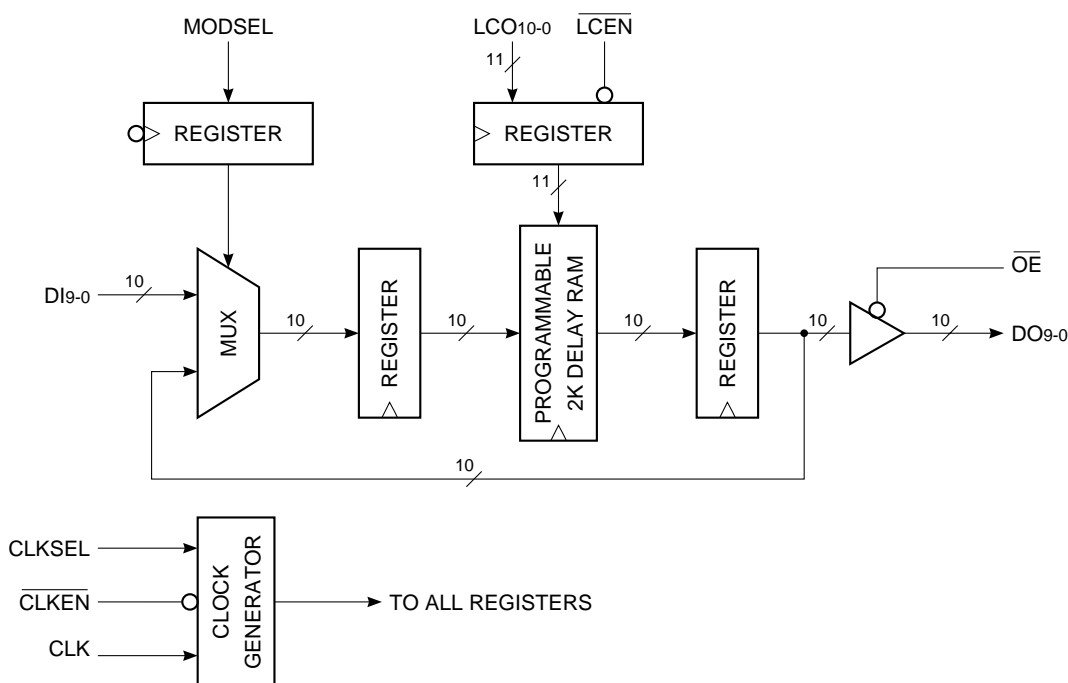 MODSEL
LCO10-0
LCEN
11
REGISTER
REGISTER
11
DI9-0
10
MUX
10
REGISTER
10
PROGRAMMABLE
2K DELAY RAM
10
REGISTER
10
OE
10
DO9-0
10
CLKSEL
CLKEN
CLK
CLOCK
GENERATOR
TO ALL REGISTERS